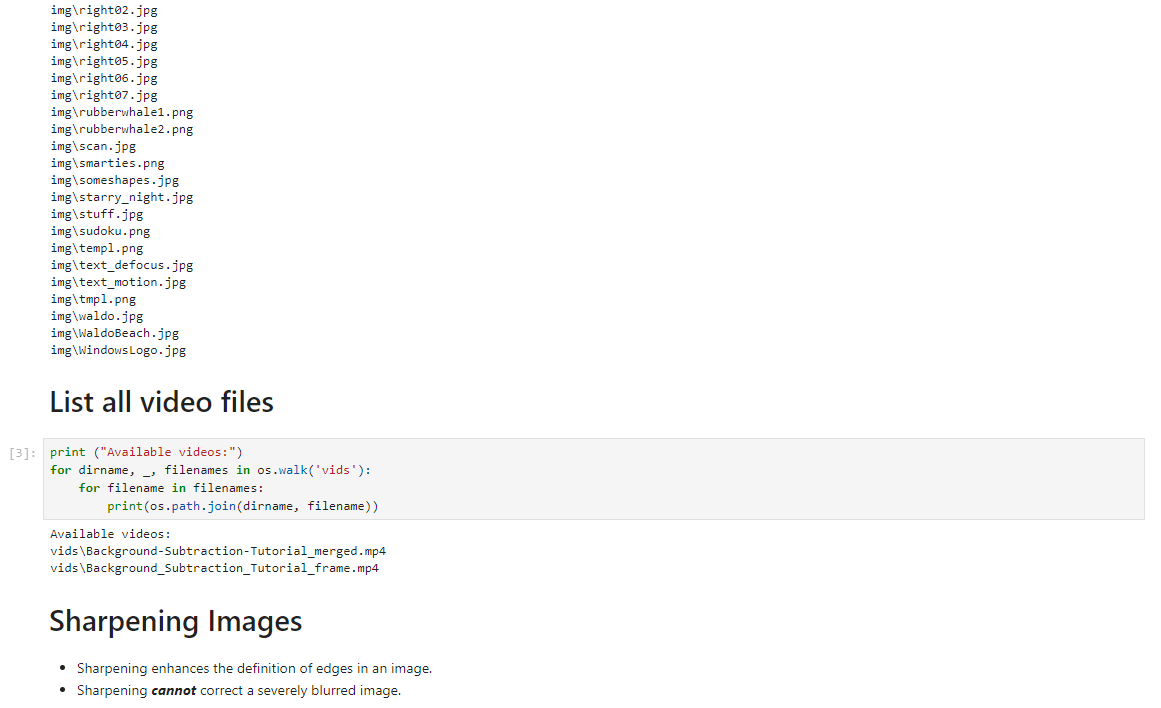 img\right02.jpg
img\right03.jpg
img\right04.jpg
img\right05.jpg
img\right06.jpg
img\right07.jpg
img\rubberwhale1.png
img\rubberwhale2.png
img\scan.jpg
img\smarties.png
img\someshapes.jpg
img\starry_night.jpg
img\stuff.jpg
img\sudoku.png
img\templ.png
img\text_defocus.jpg
img\text_motion.jpg
img\tmpl.png
img\waldo.jpg
img\WaldoBeach.jpg
img\WindowsLogo.jpg
List all video files
[3]: print ("Available videos:")
for dirname, _, filenames in os.walk('vids'):
    for filename in filenames:
        print(os.path.join(dirname, filename))
Available videos:
vids\Background-Subtraction-Tutorial_merged.mp4
vids\Background_Subtraction_Tutorial_frame.mp4
Sharpening Images
• Sharpening enhances the definition of edges in an image.
• Sharpening cannot correct a severely blurred image.